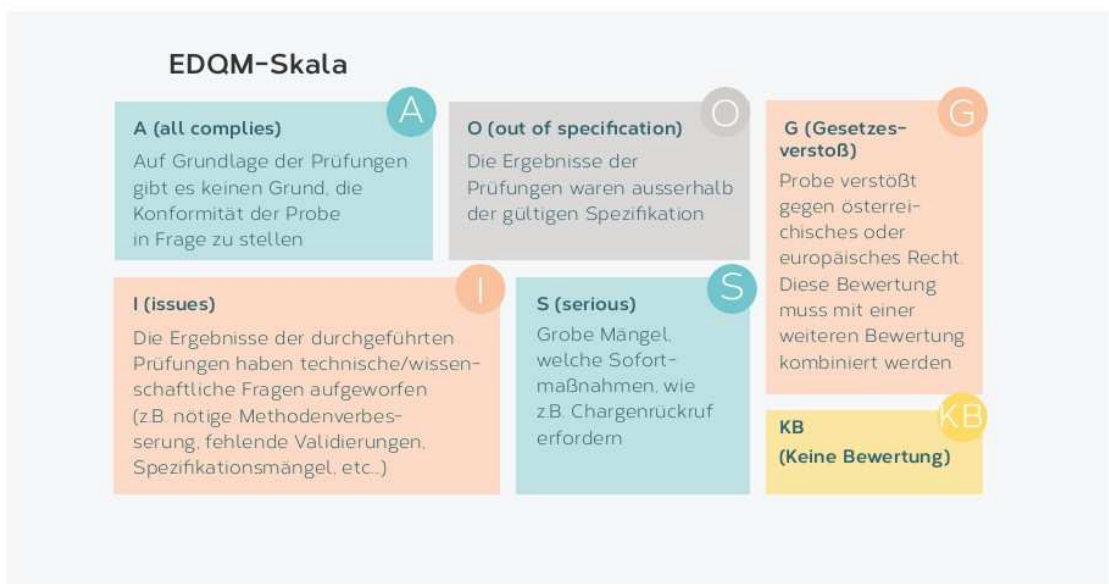 EDQM-Skala
A
A (all complies)
Auf Grundlage der Prüfungen
gibt es keinen Grund, die
Konformität der Probe
in Frage zu stellen
O
O (out of specification)
Die Ergebnisse der
Prüfungen waren ausserhalb
der gültigen Spezifikation
G
G (Gesetzes-
verstoß)
Probe verstößt
gegen österrei-
chisches oder
europäisches Recht.
Diese Bewertung
muss mit einer
weiteren Bewertung
kombiniert werden
I
I (issues)
Die Ergebnisse der durchgeführten
Prüfungen haben technische/wissen-
schaftliche Fragen aufgeworfen
(z.B. nötige Methodenverbes-
serung, fehlende Validierungen,
Spezifikationsmängel, etc..)
S
S (serious)
Grobe Mängel,
welche Sofort-
maßnahmen, wie
z.B. Chargenrückruf
erfordern
KB
KB
(Keine Bewertung)